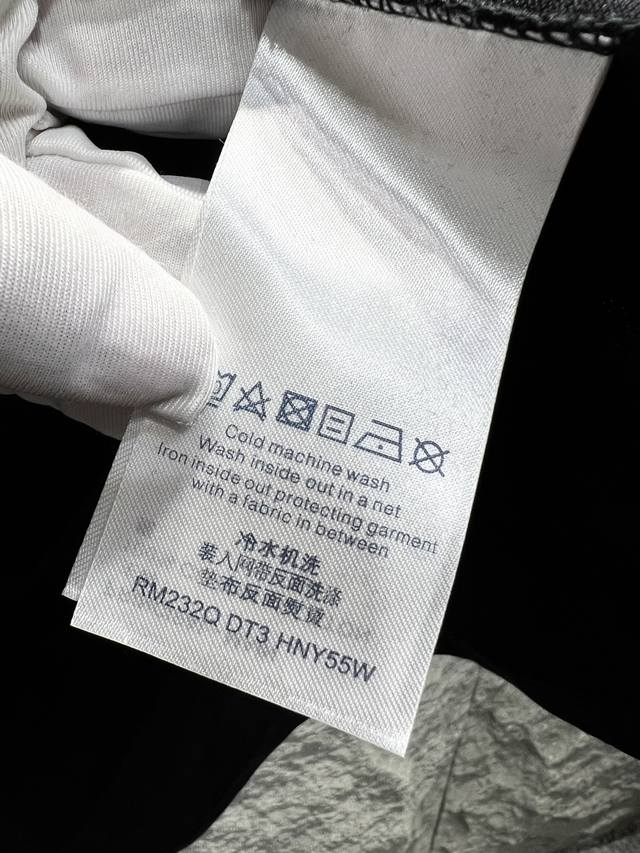 Cold machine wash
Wash inside out in a net
Iron inside out protecting garment
with a fabric in between
冷水机洗
装入网带反面洗涤
垫布反面熨烫
RM232Q DT3 HNY55W